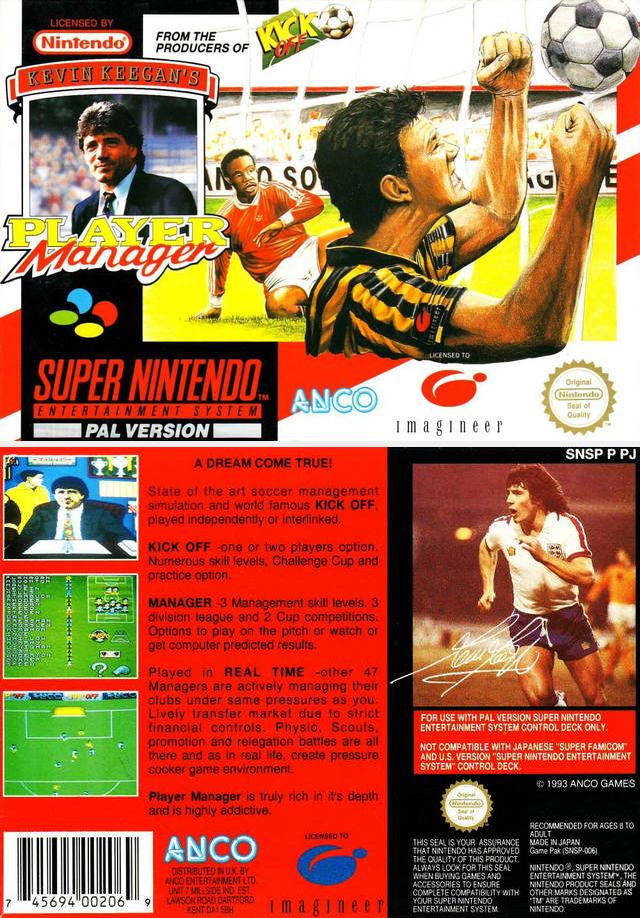 LICENSED BY
Nintendo
FROM THE
PRODUCERS OF
KICK
OFF
KEVIN KEEGAN'S
PLAYER
Manager
AN
O SO
AG
E
imagineer
SUPER NINTENDO
TM
ENTERTAINMENT SYSTEM
PAL VERSION
ANCO
LICENSED TO
imagineer
Original
Nintendo
Seal of
Quality
TM
A DREAM COME TRUE!
State of the art soccer management
simulation and world famous KICK OFF,
played independently or interlinked.
KICK OFF -one or two players option.
Numerous skill levels, Challenge Cup and
practice option.
MANAGER -3 Management skill levels. 3
division league and 2 Cup competitions.
Options to play on the pitch or watch or
get computer predicted results.
Played in REAL TIME -other 47
Managers are actively managing their
clubs under same pressures as you.
Lively transfer market due to strict
financial controls. Physio, Scouts,
promotion and relegation battles are all
there and as in real life, create pressure
cooker game environment.
Player Manager is truly rich in it's depth
and is highly addictive.
7 45694 00206 9
ANCO
DISTRIBUTED IN U.K. BY
ANCO ENTERTAINMENT LTD.
UNIT 7 MILLSIDE IND. EST.
LAWSON ROAD DARTFORD
KENT DA1 5BH
LICENSED TO
imagineer
SNSP P PJ
FOR USE WITH PAL VERSION SUPER NINTENDO
ENTERTAINMENT SYSTEM CONTROL DECK ONLY.
NOT COMPATIBLE WITH JAPANESE "SUPER FAMICOM"
AND U.S. VERSION "SUPER NINTENDO ENTERTAINMENT
SYSTEM" CONTROL DECK.
© 1993 ANCO GAMES
Original
Nintendo
Seal of
Quality
THIS SEAL IS YOUR ASSURANCE
THAT NINTENDO HAS APPROVED
THE QUALITY OF THIS PRODUCT.
ALWAYS LOOK FOR THIS SEAL
WHEN BUYING GAMES AND
ACCESSORIES TO ENSURE
COMPLETE COMPATIBILITY WITH
YOUR SUPER NINTENDO
ENTERTAINMENT SYSTEM.
RECOMMENDED FOR AGES 8 TO
ADULT
MADE IN JAPAN
Game Pak (SNSP-006)
NINTENDO ®, SUPER NINTENDO
ENTERTAINMENT SYSTEM™, THE
NINTENDO PRODUCT SEALS AND
OTHER MARKS DESIGNATED AS
"TM" ARE TRADEMARKS OF
NINTENDO.